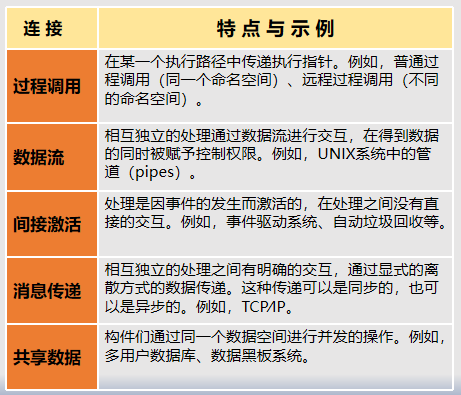 连 接
特 点 与 示 例
过程调用
在某一个执行路径中传递执行指针。例如，普通过
程调用（同一个命名空间）、远程过程调用（不同
的命名空间）。
数据流
相互独立的处理通过数据流进行交互，在得到数据
的同时被赋予控制权限。例如，UNIX系统中的管
道（pipes）。
间接激活
处理是因事件的发生而激活的，在处理之间没有直
接的交互。例如，事件驱动系统、自动垃圾回收等。
消息传递
相互独立的处理之间有明确的交互，通过显式的离
散方式的数据传递。这种传递可以是同步的，也可
以是异步的。例如，TCP/IP。
共享数据
构件们通过同一个数据空间进行并发的操作。例如，
多用户数据库、数据黑板系统。